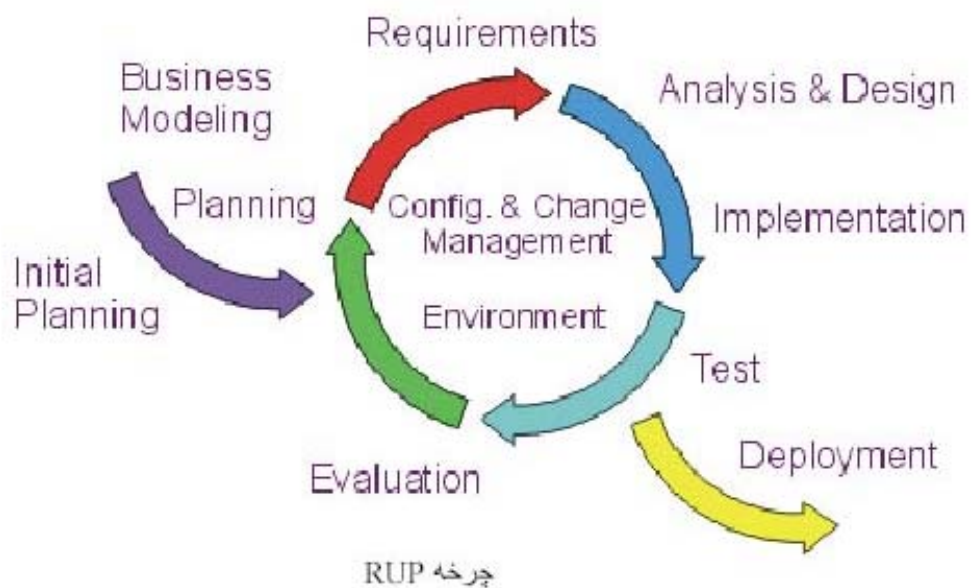 Requirements
Business
Modeling
Analysis & Design
Planning
Config. & Change
Management
Implementation
Initial
Planning
Environment
Test
Deployment
Evaluation
چرخه RUP